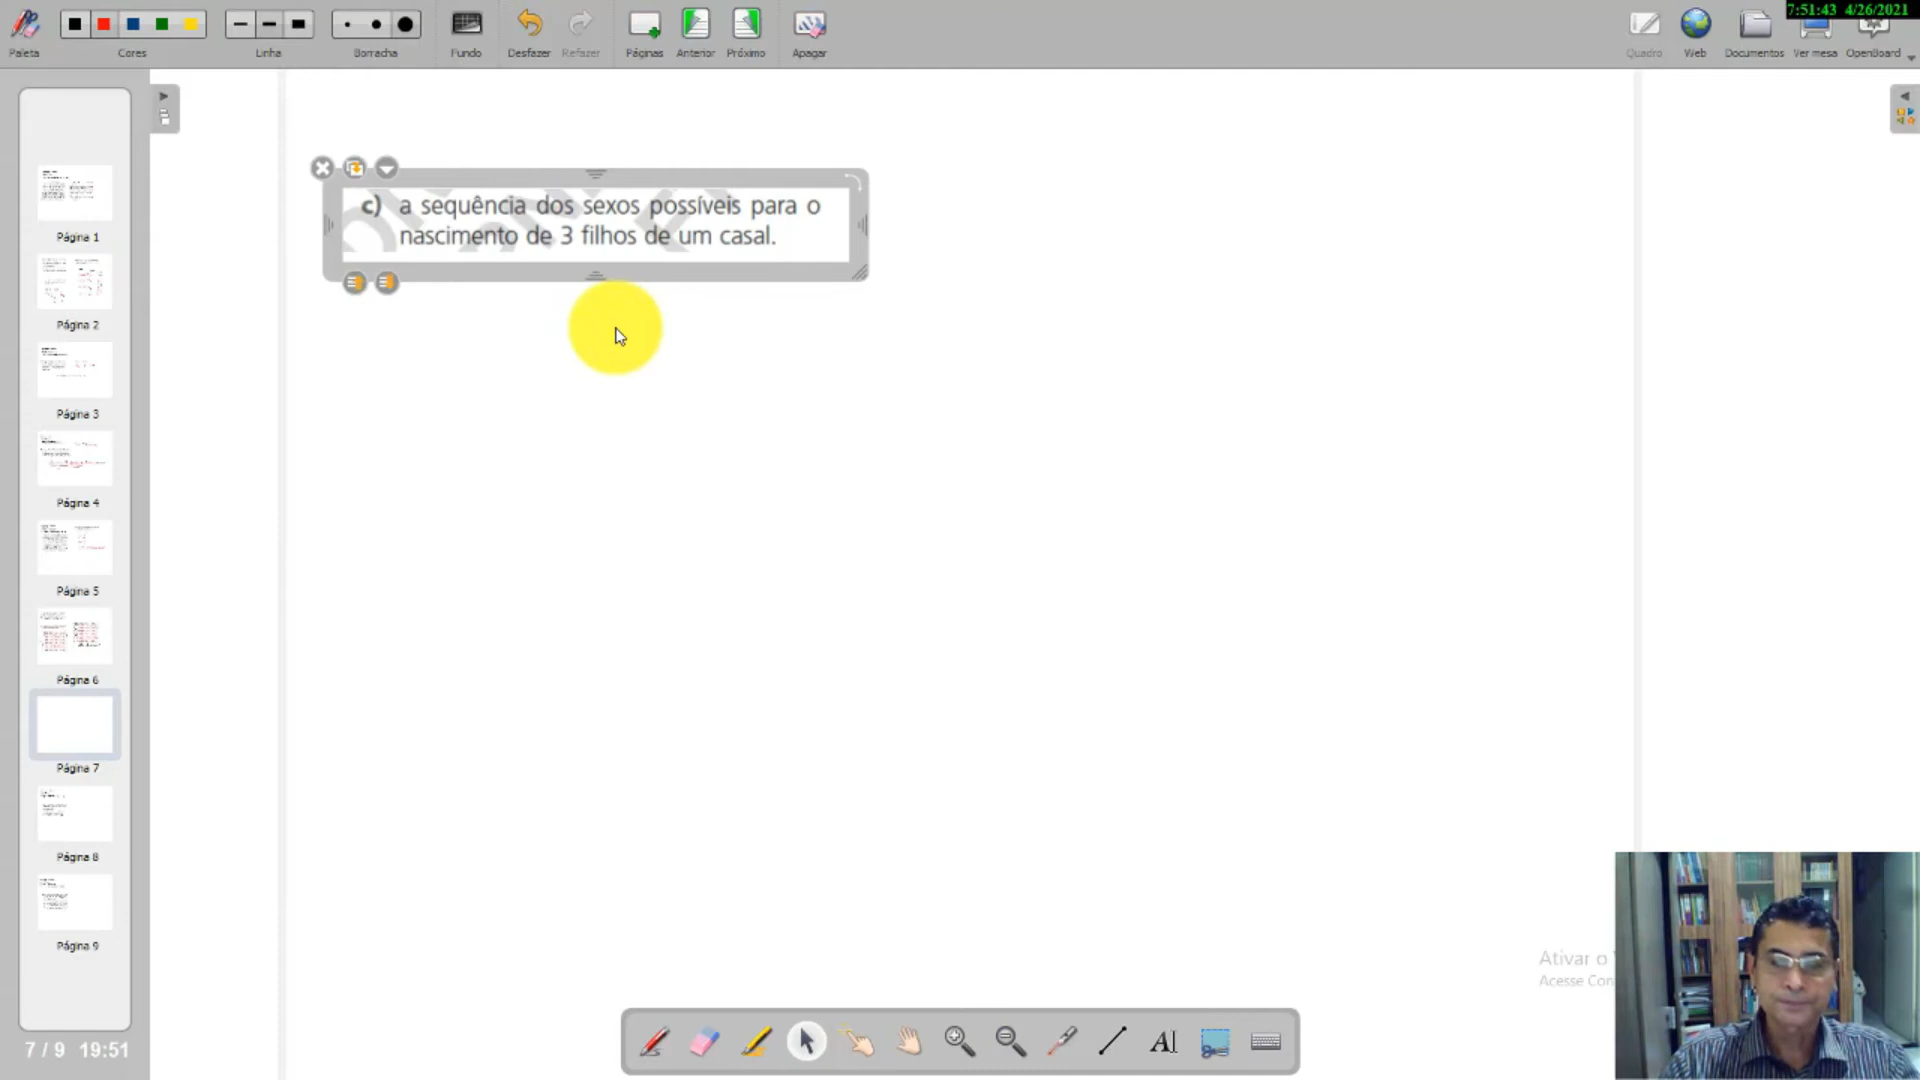 7:51:43 4/26/2021
Paleta
Cores
Linha
Borracha
Fundo
Desfazer
Refazer
Páginas
Anterior
Próximo
Apagar
Quadro
Web
Documentos
Ver mesa
OpenBoard
c) a sequência dos sexos possíveis para o
nascimento de 3 filhos de um casal.
Página 1
Página 2
Página 3
Página 4
Página 5
Página 6
Página 7
Página 8
Página 9
7 / 9 19:51
Ativar o
Acesse Con